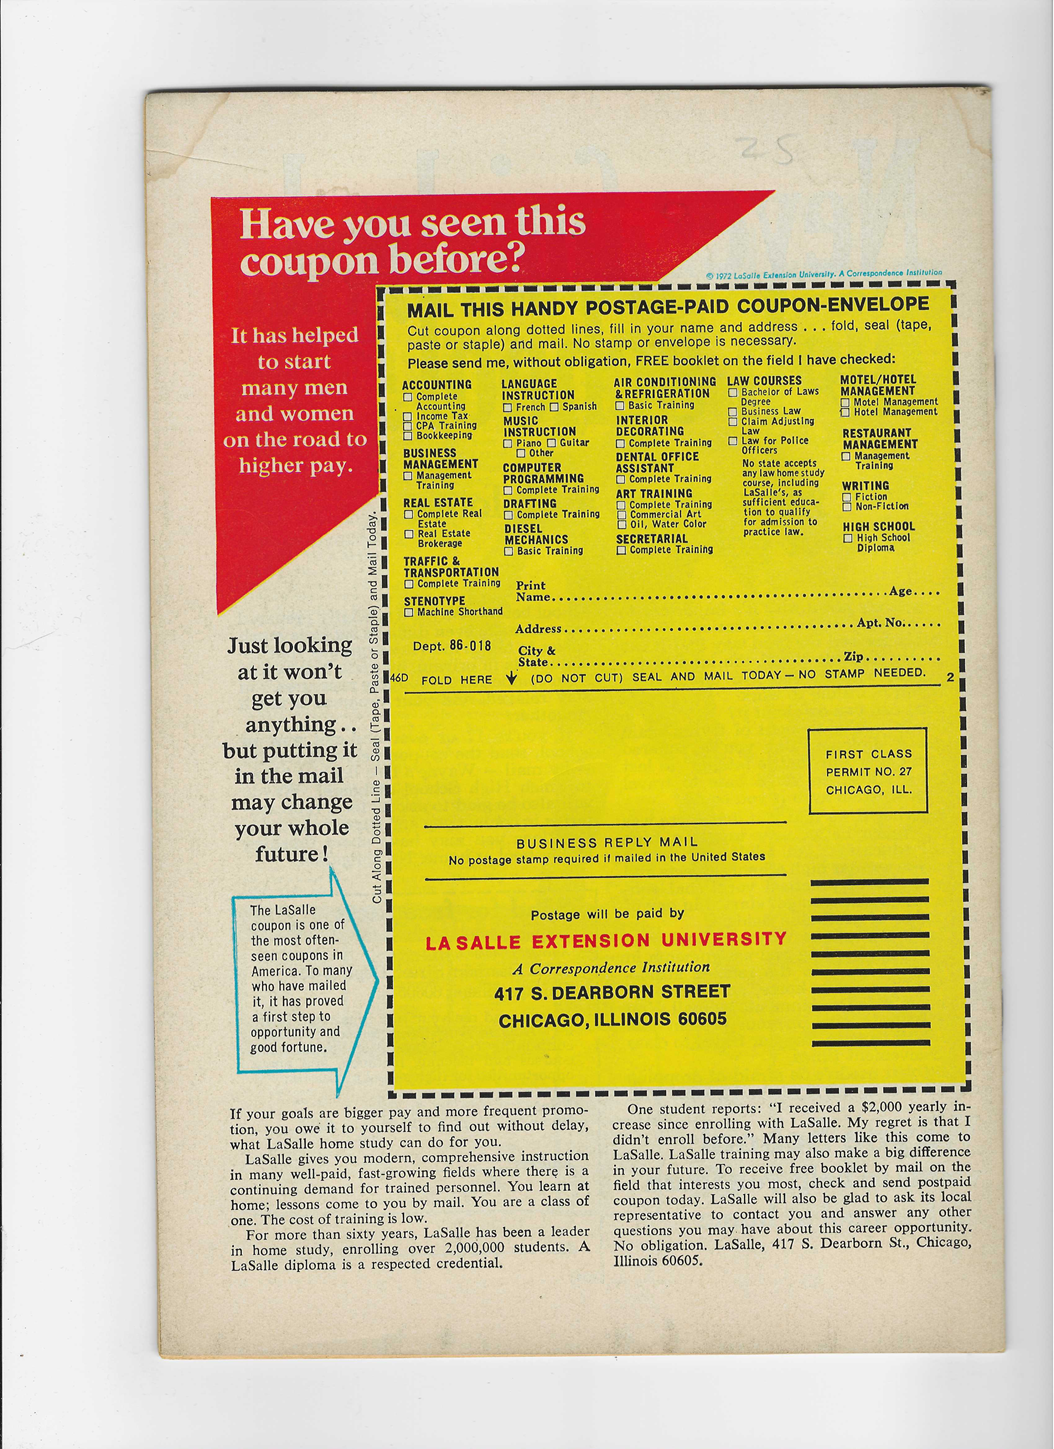 25
Have you seen this
coupon before?
© 1972 LaSalle Extension University. A Correspondence Institution
It has helped
to start
many men
and women
on the road to
higher pay.
Just looking
at it won't
get you
anything..
but putting it
in the mail
may change
your whole
future!
The LaSalle
coupon is one of
the most often-
seen coupons in
America. To many
who have mailed
it, it has proved
a first step to
opportunity and
good fortune.
Cut Along Dotted Line — Seal (Tape, Paste or Staple) and Mail Today.
MAIL THIS HANDY POSTAGE-PAID COUPON-ENVELOPE
Cut coupon along dotted lines, fill in your name and address . . . fold, seal (tape,
paste or staple) and mail. No stamp or envelope is necessary.
Please send me, without obligation, FREE booklet on the field I have checked:
ACCOUNTING
☐ Complete
Accounting
☐ Income Tax
☐ CPA Training
☐ Bookkeeping
BUSINESS
MANAGEMENT
☐ Management
Training
REAL ESTATE
☐ Complete Real
Estate
☐ Real Estate
Brokerage
TRAFFIC &
TRANSPORTATION
☐ Complete Training
STENOTYPE
☐ Machine Shorthand
LANGUAGE
INSTRUCTION
☐ French ☐ Spanish
MUSIC
INSTRUCTION
☐ Piano ☐ Guitar
☐ Other
COMPUTER
PROGRAMMING
☐ Complete Training
DRAFTING
☐ Complete Training
DIESEL
MECHANICS
☐ Basic Training
AIR CONDITIONING
& REFRIGERATION
☐ Basic Training
INTERIOR
DECORATING
☐ Complete Training
DENTAL OFFICE
ASSISTANT
☐ Complete Training
ART TRAINING
☐ Complete Training
☐ Commercial Art
☐ Oil, Water Color
SECRETARIAL
☐ Complete Training
LAW COURSES
☐ Bachelor of Laws
Degree
☐ Business Law
☐ Claim Adjusting
Law
☐ Law for Police
Officers
No state accepts
any law home study
course, including
LaSalle's, as
sufficient educa-
tion to qualify
for admission to
practice law.
MOTEL/HOTEL
MANAGEMENT
☐ Motel Management
☐ Hotel Management
RESTAURANT
MANAGEMENT
☐ Management
Training
WRITING
☐ Fiction
☐ Non-Fiction
HIGH SCHOOL
☐ High School
Diploma
Print
Name.......................................Age....
Address..................................Apt. No......
Dept. 86-018
City &
State..................................Zip..........
46D FOLD HERE ↓ (DO NOT CUT) SEAL AND MAIL TODAY — NO STAMP NEEDED. 2
FIRST CLASS
PERMIT NO. 27
CHICAGO, ILL.
BUSINESS REPLY MAIL
No postage stamp required if mailed in the United States
Postage will be paid by
LA SALLE EXTENSION UNIVERSITY
A Correspondence Institution
417 S. DEARBORN STREET
CHICAGO, ILLINOIS 60605
If your goals are bigger pay and more frequent promo-
tion, you owe it to yourself to find out without delay,
what LaSalle home study can do for you.
LaSalle gives you modern, comprehensive instruction
in many well-paid, fast-growing fields where there is a
continuing demand for trained personnel. You learn at
home; lessons come to you by mail. You are a class of
one. The cost of training is low.
For more than sixty years, LaSalle has been a leader
in home study, enrolling over 2,000,000 students. A
LaSalle diploma is a respected credential.
One student reports: "I received a $2,000 yearly in-
crease since enrolling with LaSalle. My regret is that I
didn't enroll before." Many letters like this come to
LaSalle. LaSalle training may also make a big difference
in your future. To receive free booklet by mail on the
field that interests you most, check and send postpaid
coupon today. LaSalle will also be glad to ask its local
representative to contact you and answer any other
questions you may have about this career opportunity.
No obligation. LaSalle, 417 S. Dearborn St., Chicago,
Illinois 60605.